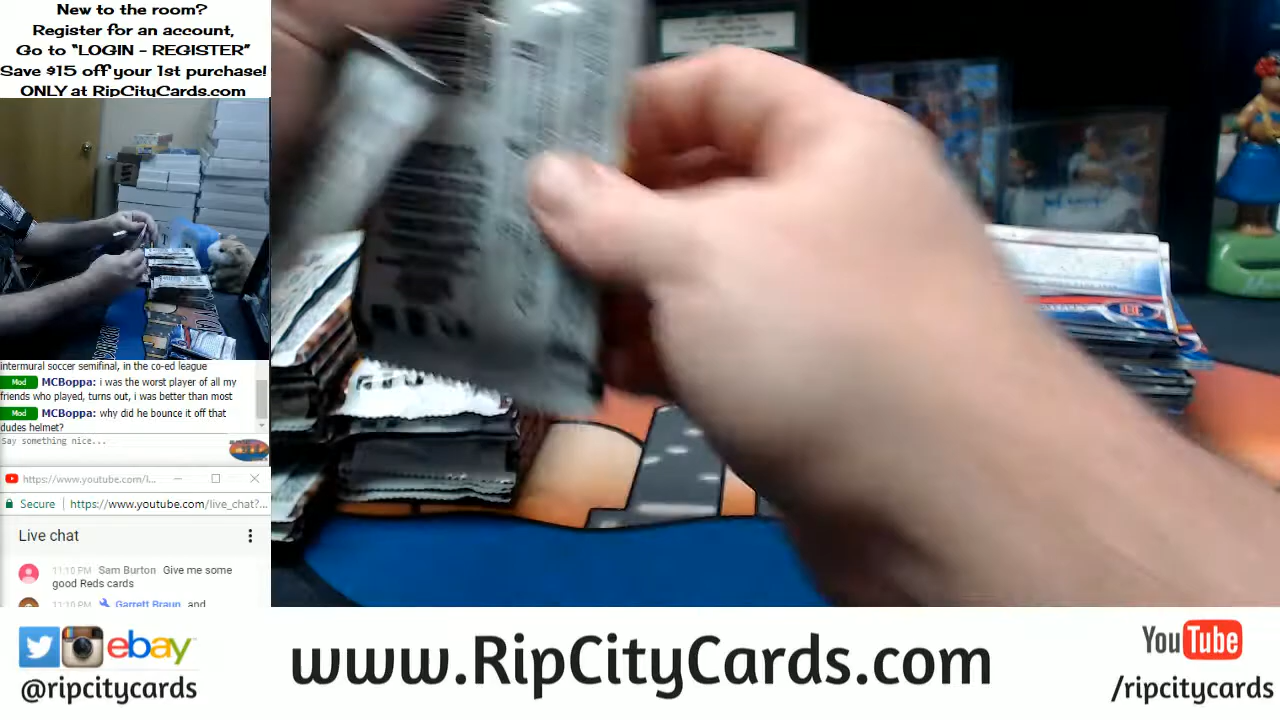 New to the room?
Register for an account,
Go to "LOGIN - REGISTER"
Save $15 off your 1st purchase!
ONLY at RipCityCards.com
intermural soccer semifinal, in the co-ed league
Mod MCBoppa: i was the worst player of all my
friends who played, turns out, i was better than most
Mod MCBoppa: why did he bounce it off that
dudes helmet?
Say something nice...
https://www.youtube.com/l...
Secure https://www.youtube.com/live_chat?...
Live chat
11:10 PM Sam Burton Give me some
good Reds cards
11:10 PM Garrett Braun and
ebay
@ripcitycards
www.RipCityCards.com
YouTube
/ripcitycards